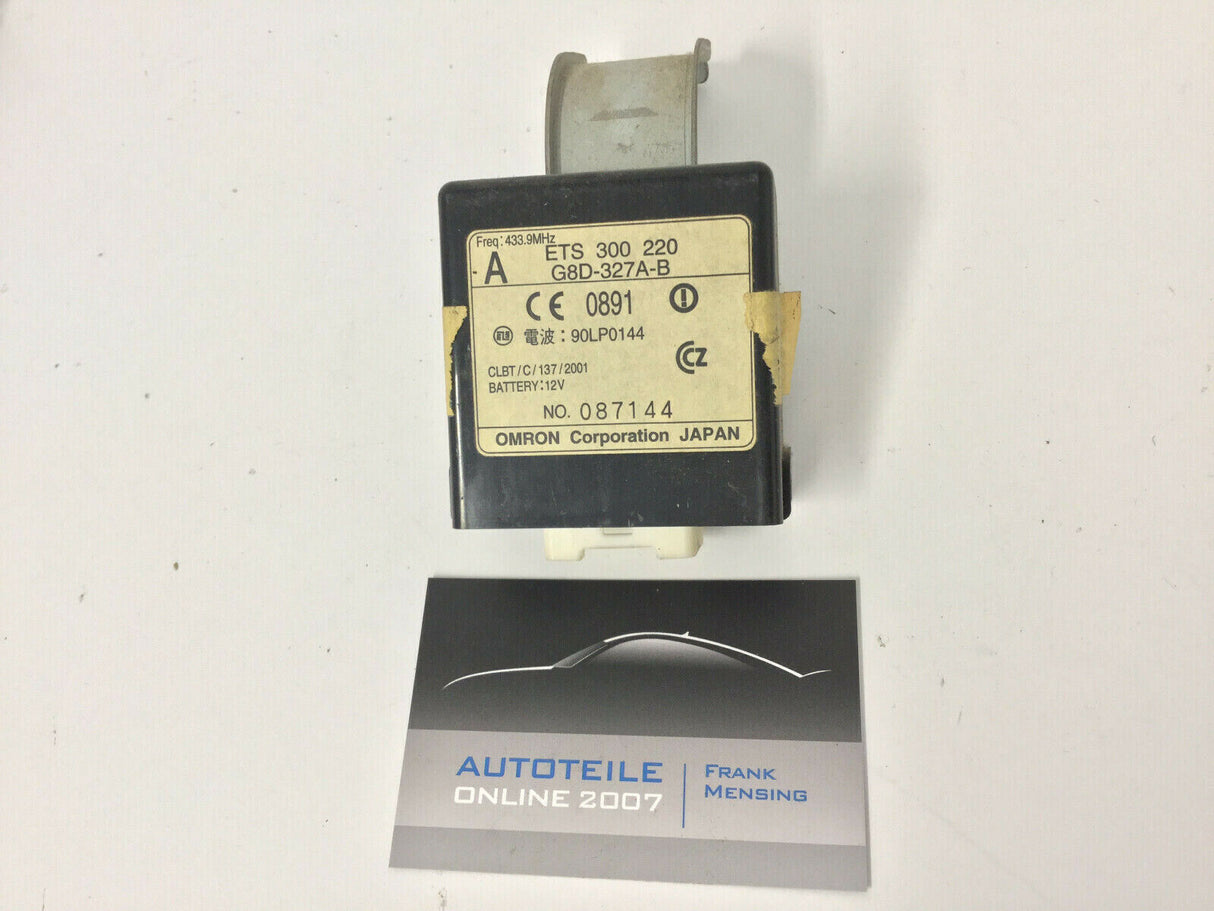 Freq: 433.9MHz
-A
ETS 300 220
G8D-327A-B
CE 0891
電波: 90LP0144
CZ
CLBT/C/137/2001
BATTERY:12V
NO. 087144
OMRON Corporation JAPAN
AUTOTEILE
ONLINE 2007
FRANK
MENSING